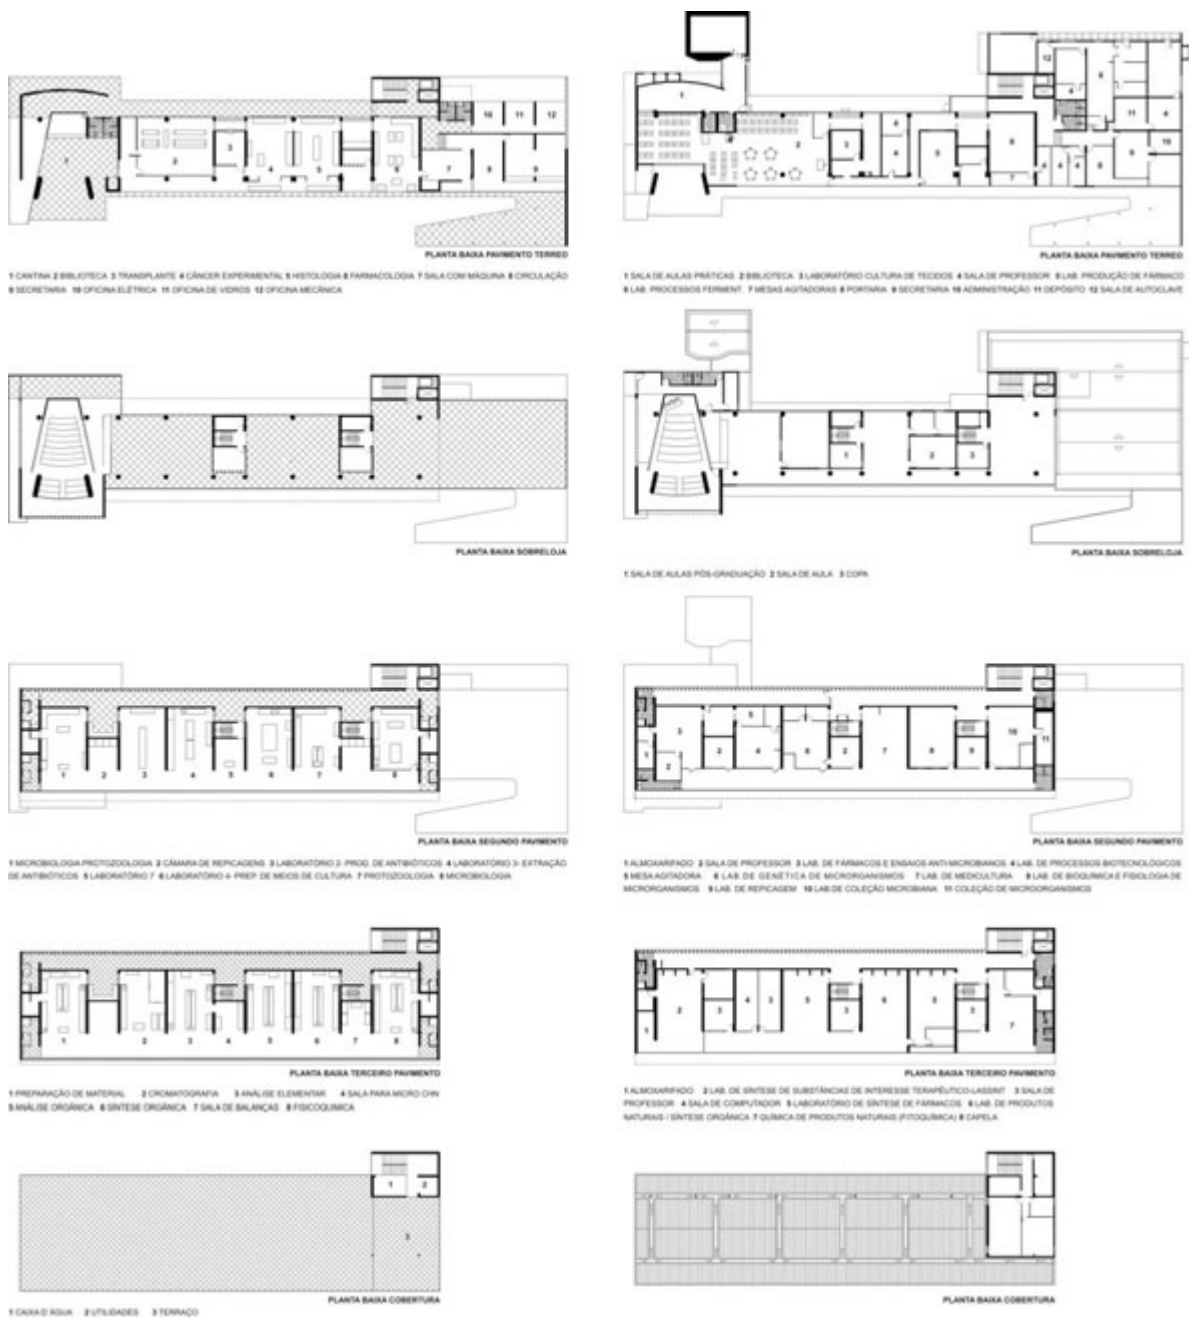 PLANTA BAIXA PAVIMENTO TERREO
1 CANTINA 2 BIBLIOTECA 3 TRANSPLANTE 4 CÂNCER EXPERIMENTAL 5 HISTOLOGIA 6 FARMACOLOGIA 7 SALA COM MÁQUINA 8 CIRCULAÇÃO
9 SECRETARIA 10 OFICINA ELÉTRICA 11 OFICINA DE VIDROS 12 OFICINA MECÂNICA
PLANTA BAIXA PAVIMENTO TERREO
1 SALA DE AULAS PRÁTICAS 2 BIBLIOTECA 3 LABORATÓRIO CULTURA DE TECIDOS 4 SALA DE PROFESSOR 5 LAB. PRODUÇÃO DE FÁRMACO
6 LAB. PROCESSOS FERMENT. 7 MESAS AGITADORAS 8 PORTARIA 9 SECRETARIA 10 ADMINISTRAÇÃO 11 DEPÓSITO 12 SALA DE AUTOCLAVE
PLANTA BAIXA SOBRELOJA
PLANTA BAIXA SOBRELOJA
1 SALA DE AULAS PÓS-GRADUAÇÃO 2 SALA DE AULA 3 COPA
PLANTA BAIXA SEGUNDO PAVIMENTO
1 MICROBIOLOGIA PROTOZOOLOGIA 2 CÂMARA DE REPICAGENS 3 LABORATÓRIO 2- PROD. DE ANTIBIÓTICOS 4 LABORATÓRIO 3- EXTRAÇÃO
DE ANTIBIÓTICOS 5 LABORATÓRIO 7 6 LABORATÓRIO 4- PREP. DE MEIOS DE CULTURA 7 PROTOZOOLOGIA 8 MICROBIOLOGIA
PLANTA BAIXA SEGUNDO PAVIMENTO
1 ALMOXARIFADO 2 SALA DE PROFESSOR 3 LAB. DE FÁRMACOS E ENSAIOS ANTI-MICROBIANOS 4 LAB. DE PROCESSOS BIOTECNOLÓGICOS
5 MESA AGITADORA 6 LAB. DE GENÉTICA DE MICRORGANISMOS 7 LAB. DE MEDICULTURA 8 LAB. DE BIOQUÍMICA E FISIOLOGIA DE
MICRORGANISMOS 9 LAB. DE REPICAGEM 10 LAB DE COLEÇÃO MICROBIANA 11 COLEÇÃO DE MICROORGANISMOS
PLANTA BAIXA TERCEIRO PAVIMENTO
1 PREPARAÇÃO DE MATERIAL 2 CROMATOGRAFIA 3 ANÁLISE ELEMENTAR 4 SALA PARA MICRO CHN
5 ANÁLISE ORGÂNICA 6 SÍNTESE ORGÂNICA 7 SALA DE BALANÇAS 8 FISICOQUIMICA
PLANTA BAIXA TERCEIRO PAVIMENTO
1 ALMOXARIFADO 2 LAB. DE SÍNTESE DE SUBSTÂNCIAS DE INTERESSE TERAPÊUTICO-LASSINT 3 SALA DE
PROFESSOR 4 SALA DE COMPUTADOR 5 LABORATÓRIO DE SÍNTESE DE FÁRMACOS 6 LAB. DE PRODUTOS
NATURAIS / SÍNTESE ORGÂNICA 7 QUÍMICA DE PRODUTOS NATURAIS (FITOQUÍMICA) 8 CAPELA
PLANTA BAIXA COBERTURA
1 CAIXA D'ÁGUA 2 UTILIDADES 3 TERRAÇO
PLANTA BAIXA COBERTURA